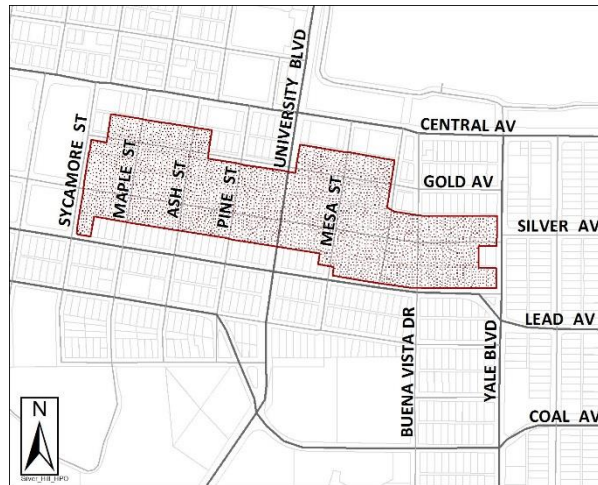 CENTRAL AV
UNIVERSITY BLVD
SYCAMORE ST
MAPLE ST
ASH ST
PINE ST
MESA ST
GOLD AV
SILVER AV
LEAD AV
BUENA VISTA DR
YALE BLVD
COAL AV
N
Silver_Hill_HPO